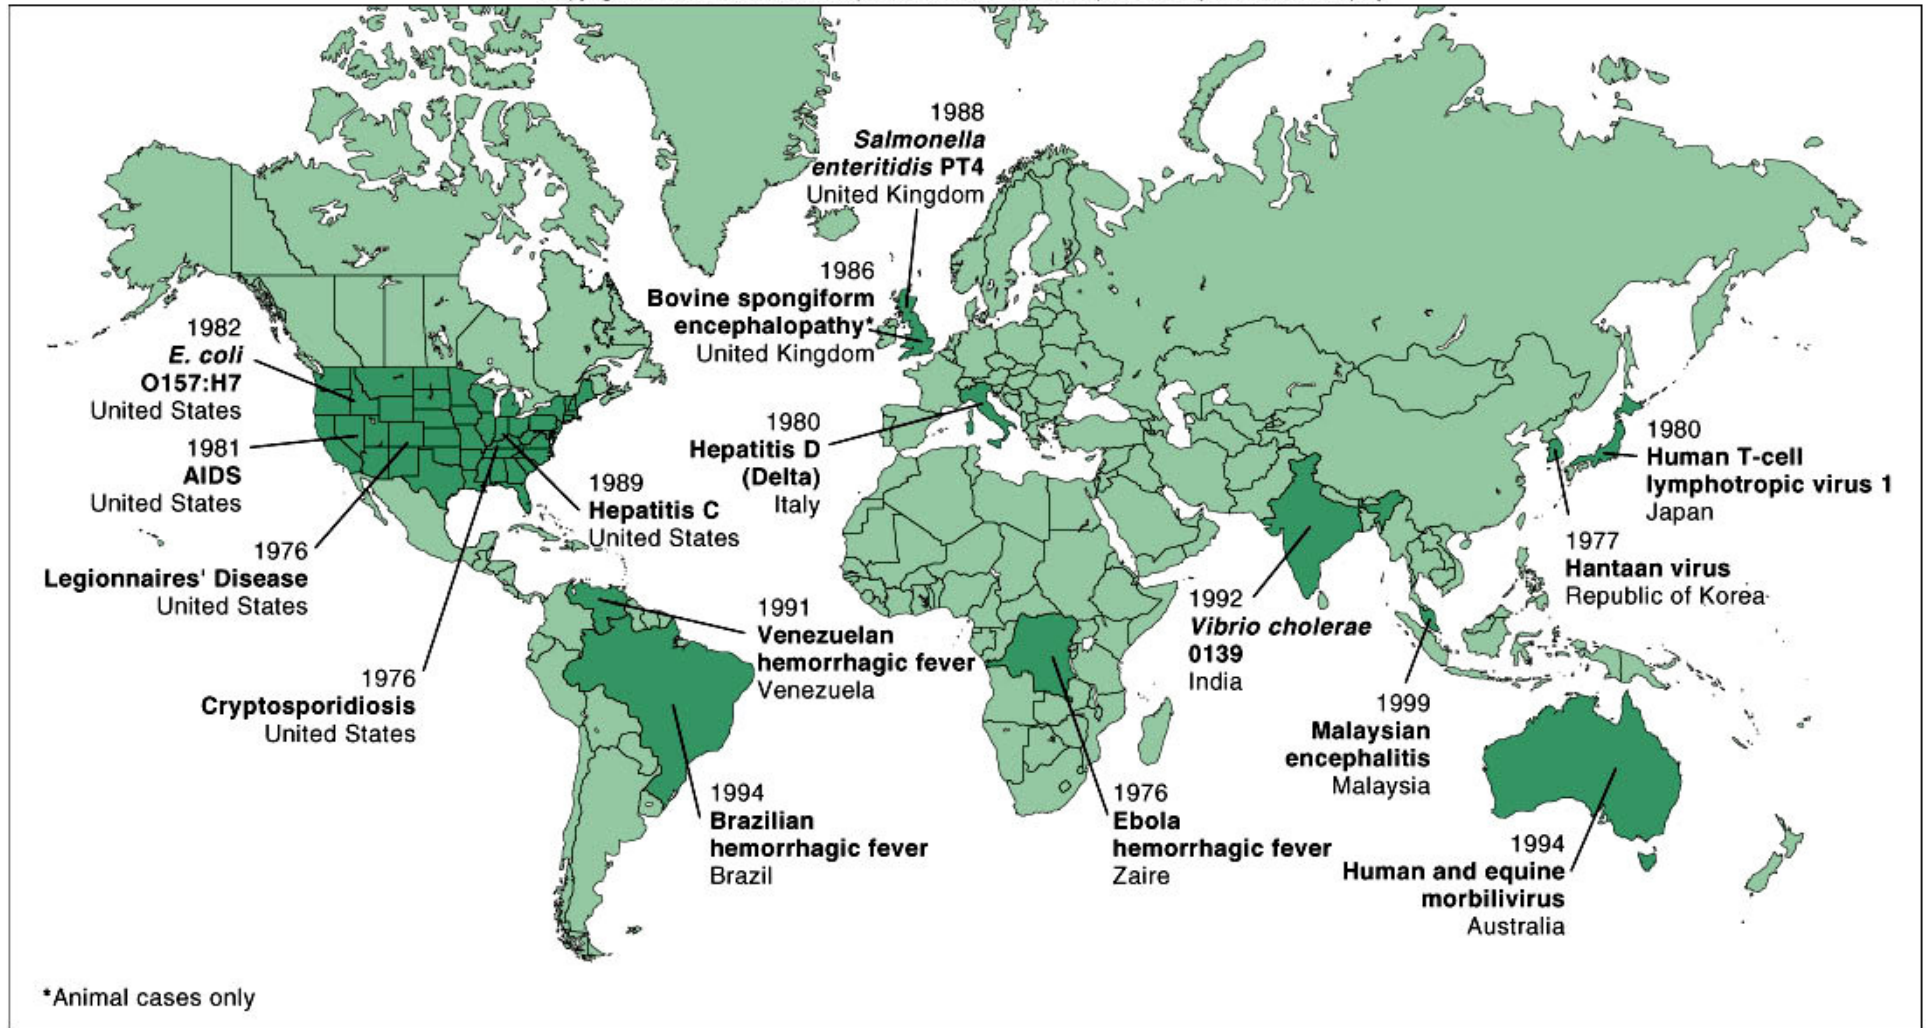 1988
Salmonella
enteritidis PT4
United Kingdom
1986
Bovine spongiform
encephalopathy*
United Kingdom
1982
E. coli
O157:H7
United States
1981
AIDS
United States
1976
Legionnaires' Disease
United States
1976
Cryptosporidiosis
United States
1989
Hepatitis C
United States
1980
Hepatitis D
(Delta)
Italy
1991
Venezuelan
hemorrhagic fever
Venezuela
1994
Brazilian
hemorrhagic fever
Brazil
1976
Ebola
hemorrhagic fever
Zaire
1992
Vibrio cholerae
0139
India
1980
Human T-cell
lymphotropic virus 1
Japan
1977
Hantaan virus
Republic of Korea
1999
Malaysian
encephalitis
Malaysia
1994
Human and equine
morbilivirus
Australia
*Animal cases only